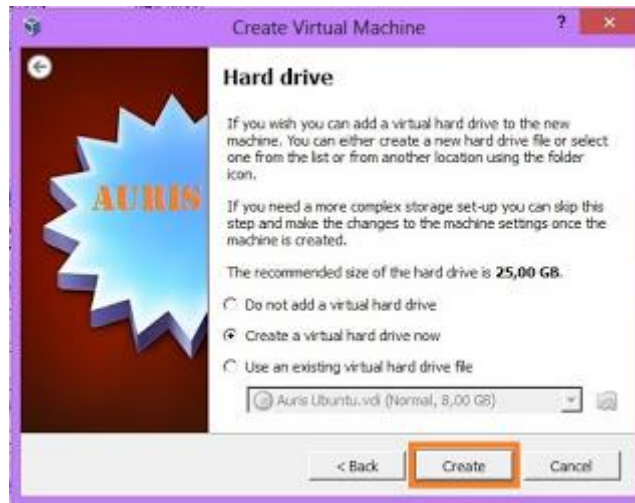 Create Virtual Machine
?
Hard drive
If you wish you can add a virtual hard drive to the new
machine. You can either create a new hard drive file or select
one from the list or from another location using the folder
icon.
If you need a more complex storage set-up you can skip this
step and make the changes to the machine settings once the
machine is created.
The recommended size of the hard drive is 25,00 GB.
Do not add a virtual hard drive
Create a virtual hard drive now
Use an existing virtual hard drive file
Auris Ubuntu.vdi (Normal, 8,00 GB)
AURIS
< Back
Create
Cancel